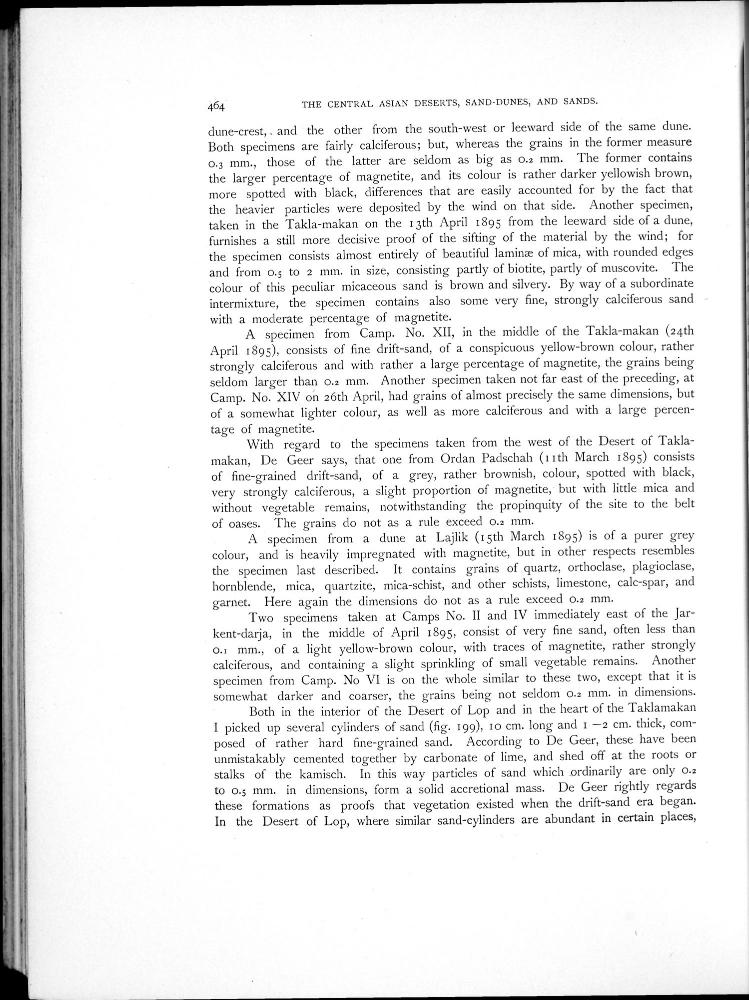 464 THE CENTRAL ASIAN DESERTS, SAND-DUNES, AND SANDS.
dune-crest, . and the other from the south-west or leeward side of the same dune.
Both specimens are fairly calciferous; but, whereas the grains in the former measure
0.3 mm., those of the latter are seldom as big as 0.2 mm. The former contains
the larger percentage of magnetite, and its colour is rather darker yellowish brown,
more spotted with black, differences that are easily accounted for by the fact that
the heavier particles were deposited by the wind on that side. Another specimen,
taken in the Takla-makan on the 13th April 1895 from the leeward side of a dune,
furnishes a still more decisive proof of the sifting of the material by the wind; for
the specimen consists almost entirely of beautiful laminæ of mica, with rounded edges
and from 0.5 to 2 mm. in size, consisting partly of biotite, partly of muscovite. The
colour of this peculiar micaceous sand is brown and silvery. By way of a subordinate
intermixture, the specimen contains also some very fine, strongly calciferous sand
with a moderate percentage of magnetite.
A specimen from Camp. No. XII, in the middle of the Takla-makan (24th
April 1895), consists of fine drift-sand, of a conspicuous yellow-brown colour, rather
strongly calciferous and with rather a large percentage of magnetite, the grains being
seldom larger than 0.2 mm. Another specimen taken not far east of the preceding, at
Camp. No. XIV on 26th April, had grains of almost precisely the same dimensions, but
of a somewhat lighter colour, as well as more calciferous and with a large percen-
tage of magnetite.
With regard to the specimens taken from the west of the Desert of Takla-
makan, De Geer says, that one from Ordan Padschah (11th March 1895) consists
of fine-grained drift-sand, of a grey, rather brownish, colour, spotted with black,
very strongly calciferous, a slight proportion of magnetite, but with little mica and
without vegetable remains, notwithstanding the propinquity of the site to the belt
of oases. The grains do not as a rule exceed 0.2 mm.
A specimen from a dune at Lajlik (15th March 1895) is of a purer grey
colour, and is heavily impregnated with magnetite, but in other respects resembles
the specimen last described. It contains grains of quartz, orthoclase, plagioclase,
hornblende, mica, quartzite, mica-schist, and other schists, limestone, calc-spar, and
garnet. Here again the dimensions do not as a rule exceed 0.2 mm.
Two specimens taken at Camps No. II and IV immediately east of the Jar-
kent-darja, in the middle of April 1895, consist of very fine sand, often less than
0.1 mm., of a light yellow-brown colour, with traces of magnetite, rather strongly
calciferous, and containing a slight sprinkling of small vegetable remains. Another
specimen from Camp. No VI is on the whole similar to these two, except that it is
somewhat darker and coarser, the grains being not seldom 0.2 mm. in dimensions.
Both in the interior of the Desert of Lop and in the heart of the Taklamakan
I picked up several cylinders of sand (fig. 199), 10 cm. long and 1 —2 cm. thick, com-
posed of rather hard fine-grained sand. According to De Geer, these have been
unmistakably cemented together by carbonate of lime, and shed off at the roots or
stalks of the kamisch. In this way particles of sand which ordinarily are only 0.2
to 0.5 mm. in dimensions, form a solid accretional mass. De Geer rightly regards
these formations as proofs that vegetation existed when the drift-sand era began.
In the Desert of Lop, where similar sand-cylinders are abundant in certain places,